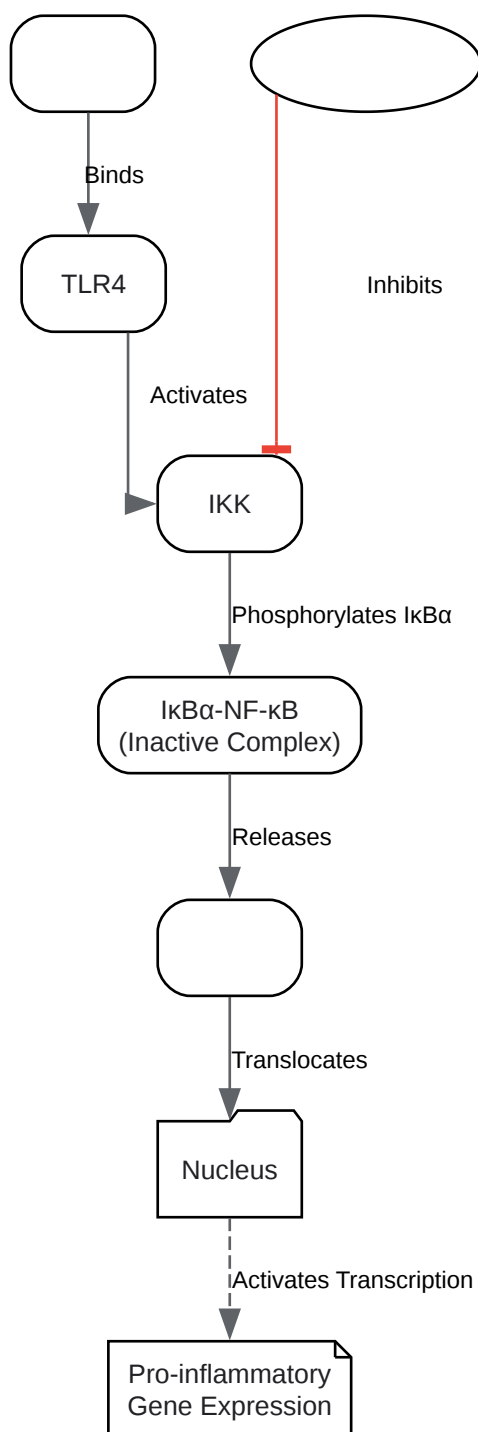 Binds
TLR4
Inhibits
Activates
IKK
Phosphorylates IκBα
IκBα-NF-κB
(Inactive Complex)
Releases
Translocates
Nucleus
Activates Transcription
Pro-inflammatory
Gene Expression